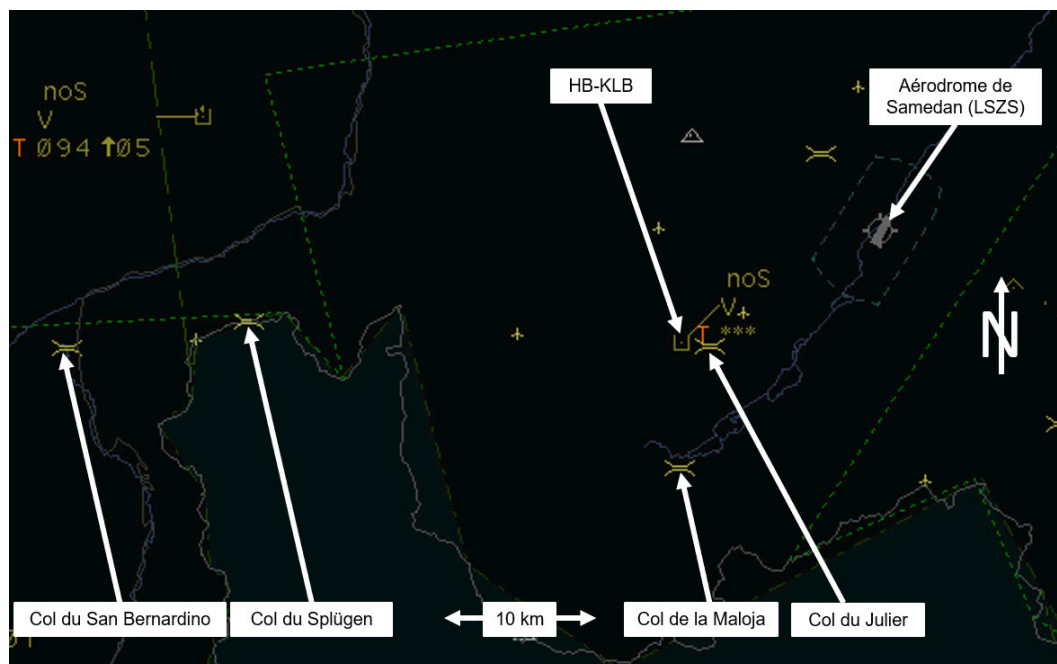 noS
V
T Ø94 ↑Ø5
HB-KLB
Aérodrome de
Samedan (LSZS)
noS
V
T ***
N
Col du San Bernardino
Col du Splügen
10 km
Col de la Maloja
Col du Julier